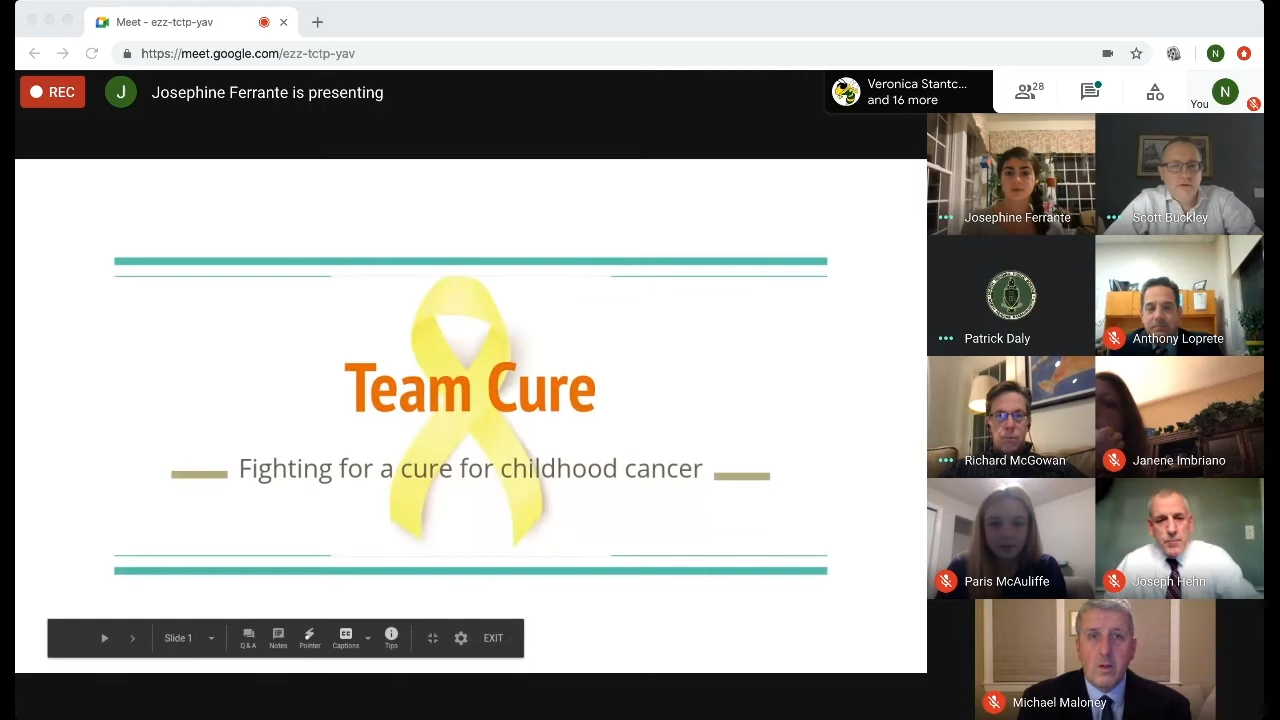 Meet - ezz-tctp-yav
https://meet.google.com/ezz-tctp-yav
N
REC
J
Josephine Ferrante is presenting
Veronica Stantc...
and 16 more
28
You
N
Josephine Ferrante
Scott Buckley
Patrick Daly
Anthony Loprete
Richard McGowan
Janene Imbriano
Paris McAuliffe
Joseph Hehn
Michael Maloney
Team Cure
Fighting for a cure for childhood cancer
Slide 1
Q & A
Notes
Pointer
CC
Captions
Tips
EXIT